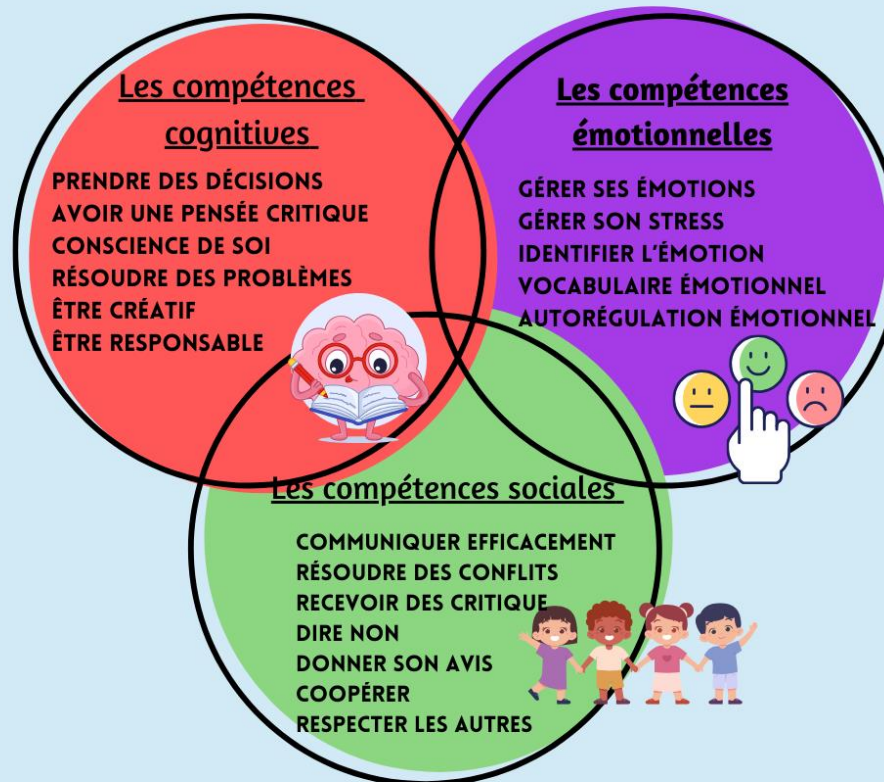 Les compétences
cognitives
PRENDRE DES DÉCISIONS
AVOIR UNE PENSÉE CRITIQUE
CONSCIENCE DE SOI
RÉSOUDRE DES PROBLÈMES
ÊTRE CRÉATIF
ÊTRE RESPONSABLE
Les compétences
émotionnelles
GÉRER SES ÉMOTIONS
GÉRER SON STRESS
IDENTIFIER L'ÉMOTION
VOCABULAIRE ÉMOTIONNEL
AUTORÉGULATION ÉMOTIONNEL
Les compétences sociales
COMMUNIQUER EFFICACEMENT
RÉSOUDRE DES CONFLITS
RECEVOIR DES CRITIQUE
DIRE NON
DONNER SON AVIS
COOPÉRER
RESPECTER LES AUTRES